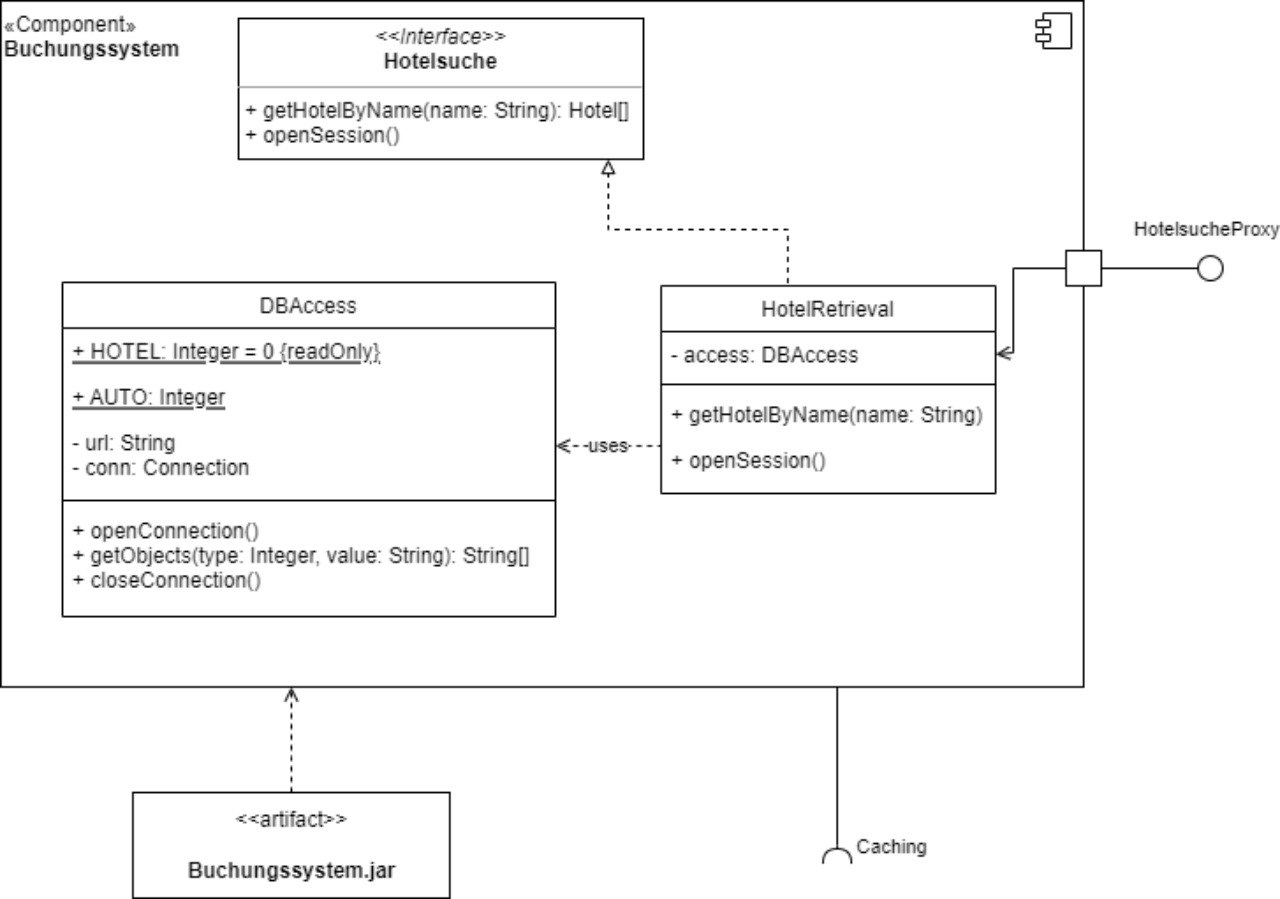 «Component»
Buchungssystem
<<Interface>>
Hotelsuche
+ getHotelByName(name: String): Hotel[]
+ openSession()
HotelsucheProxy
DBAccess
+ HOTEL: Integer = 0 {readOnly}
+ AUTO: Integer
- url: String
- conn: Connection
+ openConnection()
+ getObjects(type: Integer, value: String): String[]
+ closeConnection()
uses
HotelRetrieval
- access: DBAccess
+ getHotelByName(name: String)
+ openSession()
<<artifact>>
Buchungssystem.jar
Caching